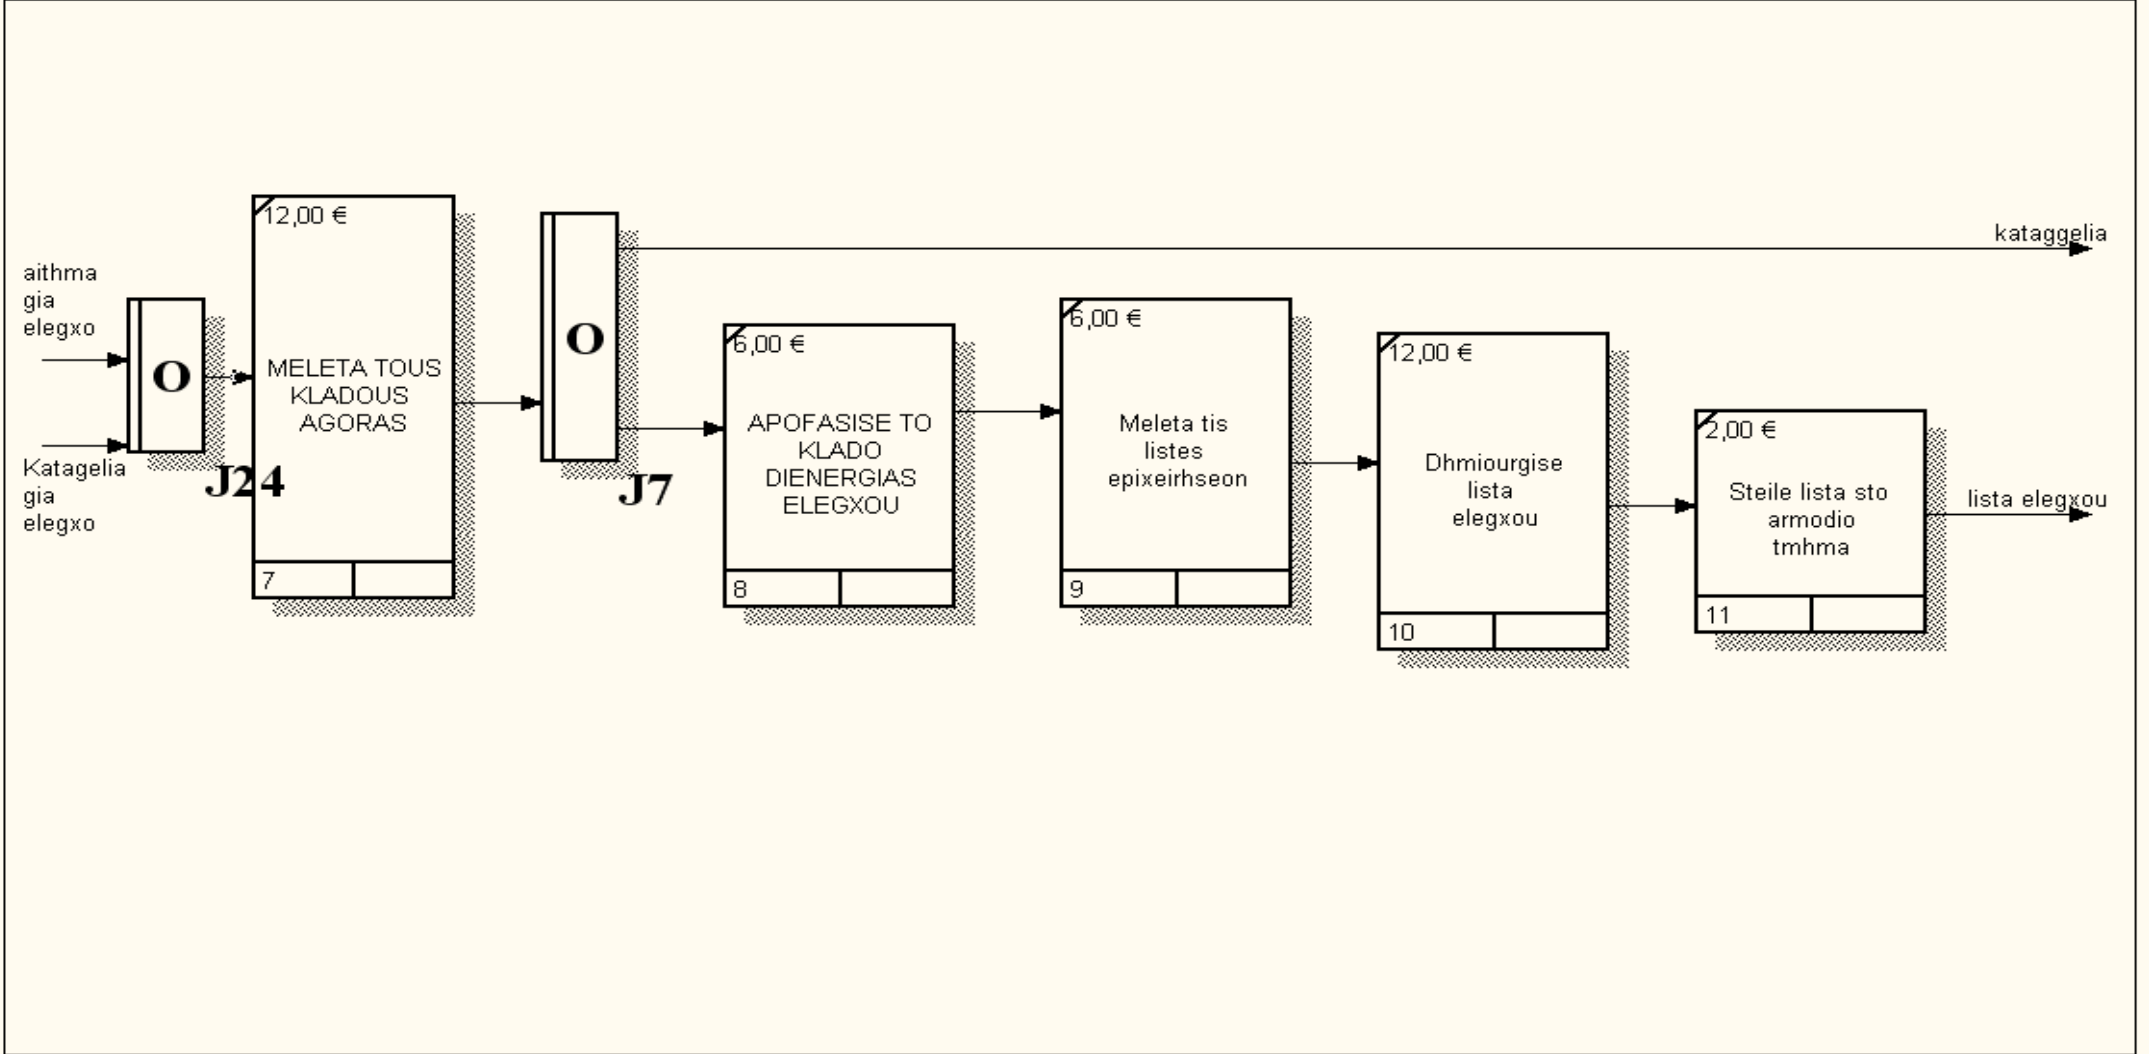 aithma
gia
elegxo
O
Katagelia
gia
elegxo
J24
12,00 €
MELETA TOUS
KLADOUS
AGORAS
7
O
J7
kataggelia
6,00 €
APOFASISE TO
KLADO
DIENERGIAS
ELEGXOU
8
6,00 €
Meleta tis
listes
epixeirhseon
9
12,00 €
Dhmiourgise
lista
elegxou
10
2,00 €
Steile lista sto
armodio
tmhma
11
lista elegxou